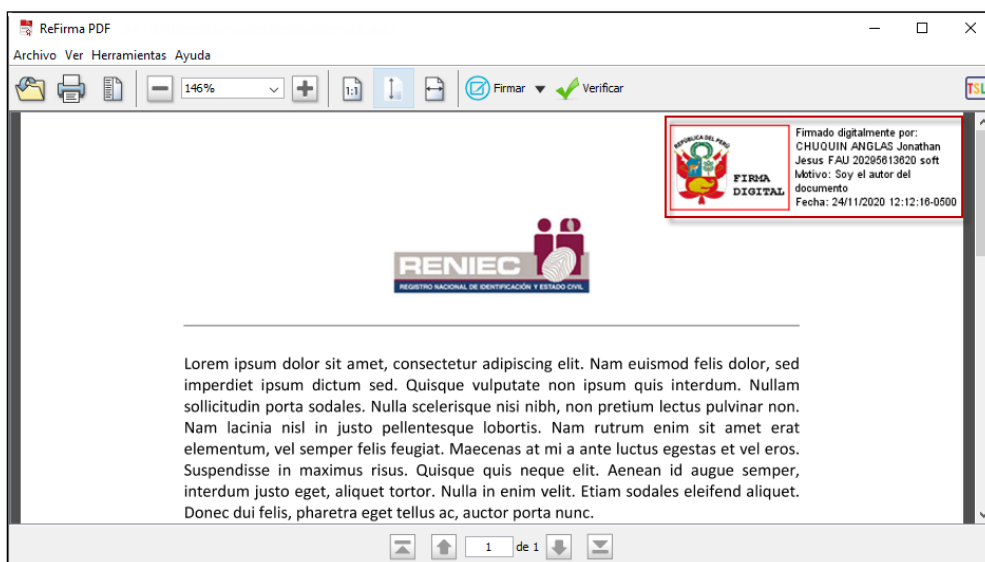 ReFirma PDF
Archivo Ver Herramientas Ayuda
146%
1:1
Firmar
Verificar
TSL
REPÚBLICA DEL PERÚ
FIRMA
DIGITAL
Firmado digitalmente por:
CHUQUIN ANGLAS Jonathan
Jesus FAU 20295613620 soft
Motivo: Soy el autor del
documento
Fecha: 24/11/2020 12:12:16-0500
RENIEC
REGISTRO NACIONAL DE IDENTIFICACIÓN Y ESTADO CIVIL
Lorem ipsum dolor sit amet, consectetur adipiscing elit. Nam euismod felis dolor, sed
imperdiet ipsum dictum sed. Quisque vulputate non ipsum quis interdum. Nullam
sollicitudin porta sodales. Nulla scelerisque nisi nibh, non pretium lectus pulvinar non.
Nam lacinia nisl in justo pellentesque lobortis. Nam rutrum enim sit amet erat
elementum, vel semper felis feugiat. Maecenas at mi a ante luctus egestas et vel eros.
Suspendisse in maximus risus. Quisque quis neque elit. Aenean id augue semper,
interdum justo eget, aliquet tortor. Nulla in enim velit. Etiam sodales eleifend aliquet.
Donec dui felis, pharetra eget tellus ac, auctor porta nunc.
1 de 1